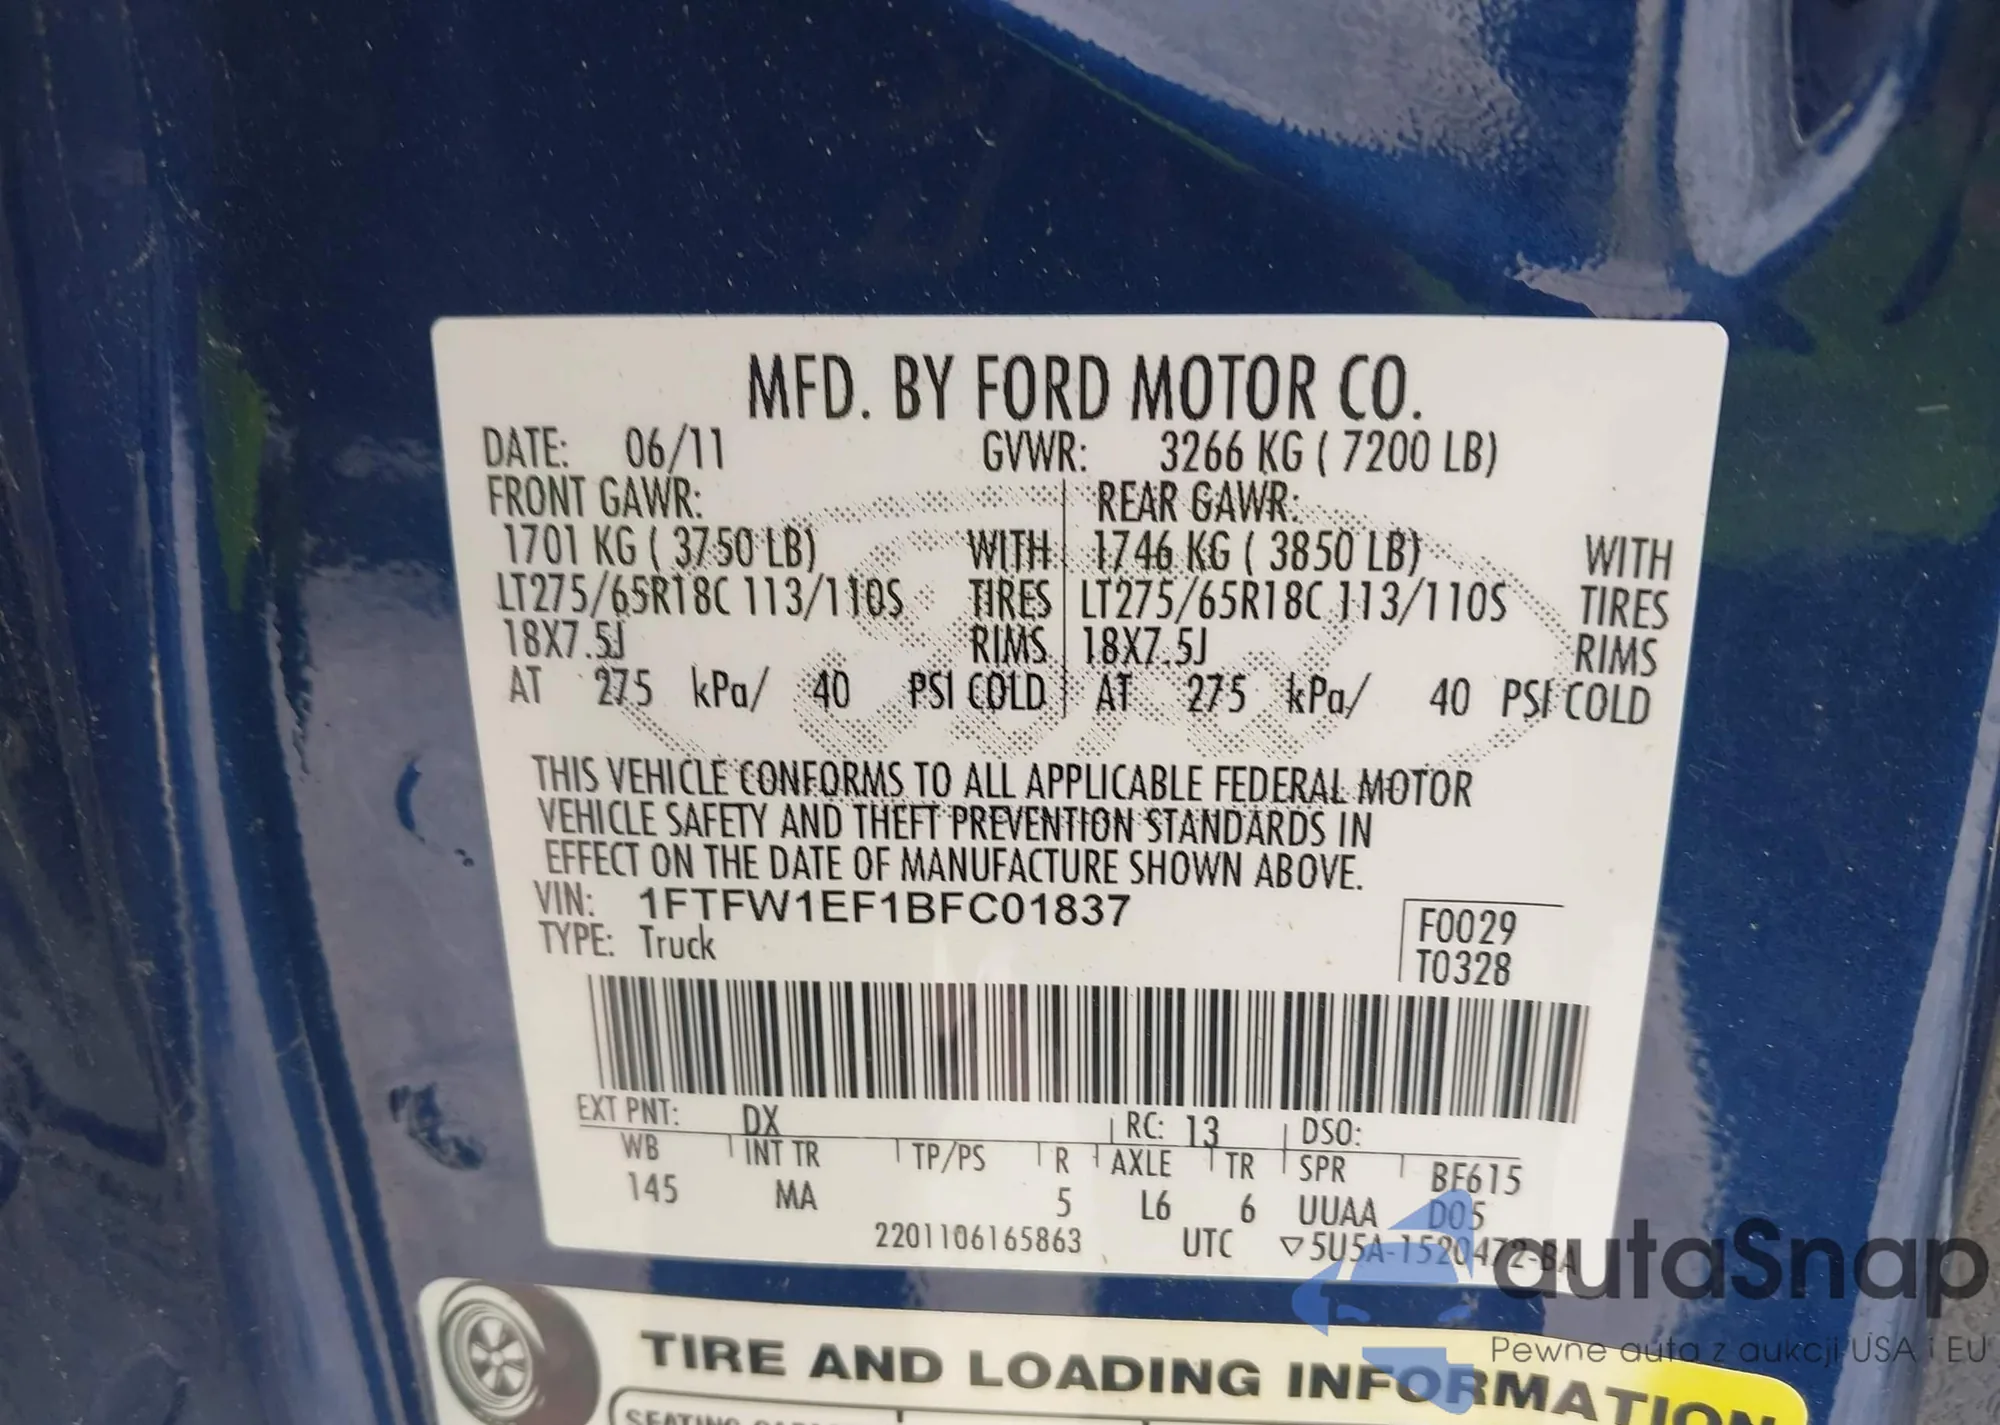 MFD. BY FORD MOTOR CO.
DATE: 06/11 GVWR: 3266 KG ( 7200 LB)
FRONT GAWR: REAR GAWR:
1701 KG ( 3750 LB) WITH 1746 KG ( 3850 LB) WITH
LT275/65R18C 113/110S TIRES LT275/65R18C 113/110S TIRES
18X7.5J RIMS 18X7.5J RIMS
AT 275 kPa/ 40 PSI COLD AT 275 kPa/ 40 PSI COLD
THIS VEHICLE CONFORMS TO ALL APPLICABLE FEDERAL MOTOR
VEHICLE SAFETY AND THEFT PREVENTION STANDARDS IN
EFFECT ON THE DATE OF MANUFACTURE SHOWN ABOVE.
VIN: 1FTFW1EF1BFC01837 F0029
TYPE: Truck T0328
EXT PNT: DX RC: 13 DSO:
WB INT TR TP/PS R AXLE TR SPR BF615
145 MA 5 L6 6 UUAA D05
2201106165863 UTC ▽5U5A-1520472-BA
autaSnap
Pewne auta z aukcji USA i EU
TIRE AND LOADING INFORMATION
SEATING